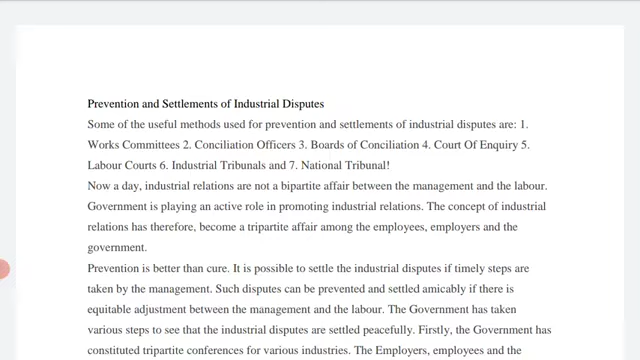 Prevention and Settlements of Industrial Disputes
Some of the useful methods used for prevention and settlements of industrial disputes are: 1.
Works Committees 2. Conciliation Officers 3. Boards of Conciliation 4. Court Of Enquiry 5.
Labour Courts 6. Industrial Tribunals and 7. National Tribunal!
Now a day, industrial relations are not a bipartite affair between the management and the labour.
Government is playing an active role in promoting industrial relations. The concept of industrial
relations has therefore, become a tripartite affair among the employees, employers and the
government.
Prevention is better than cure. It is possible to settle the industrial disputes if timely steps are
taken by the management. Such disputes can be prevented and settled amicably if there is
equitable adjustment between the management and the labour. The Government has taken
various steps to see that the industrial disputes are settled peacefully. Firstly, the Government has
constituted tripartite conferences for various industries. The Employers, employees and the